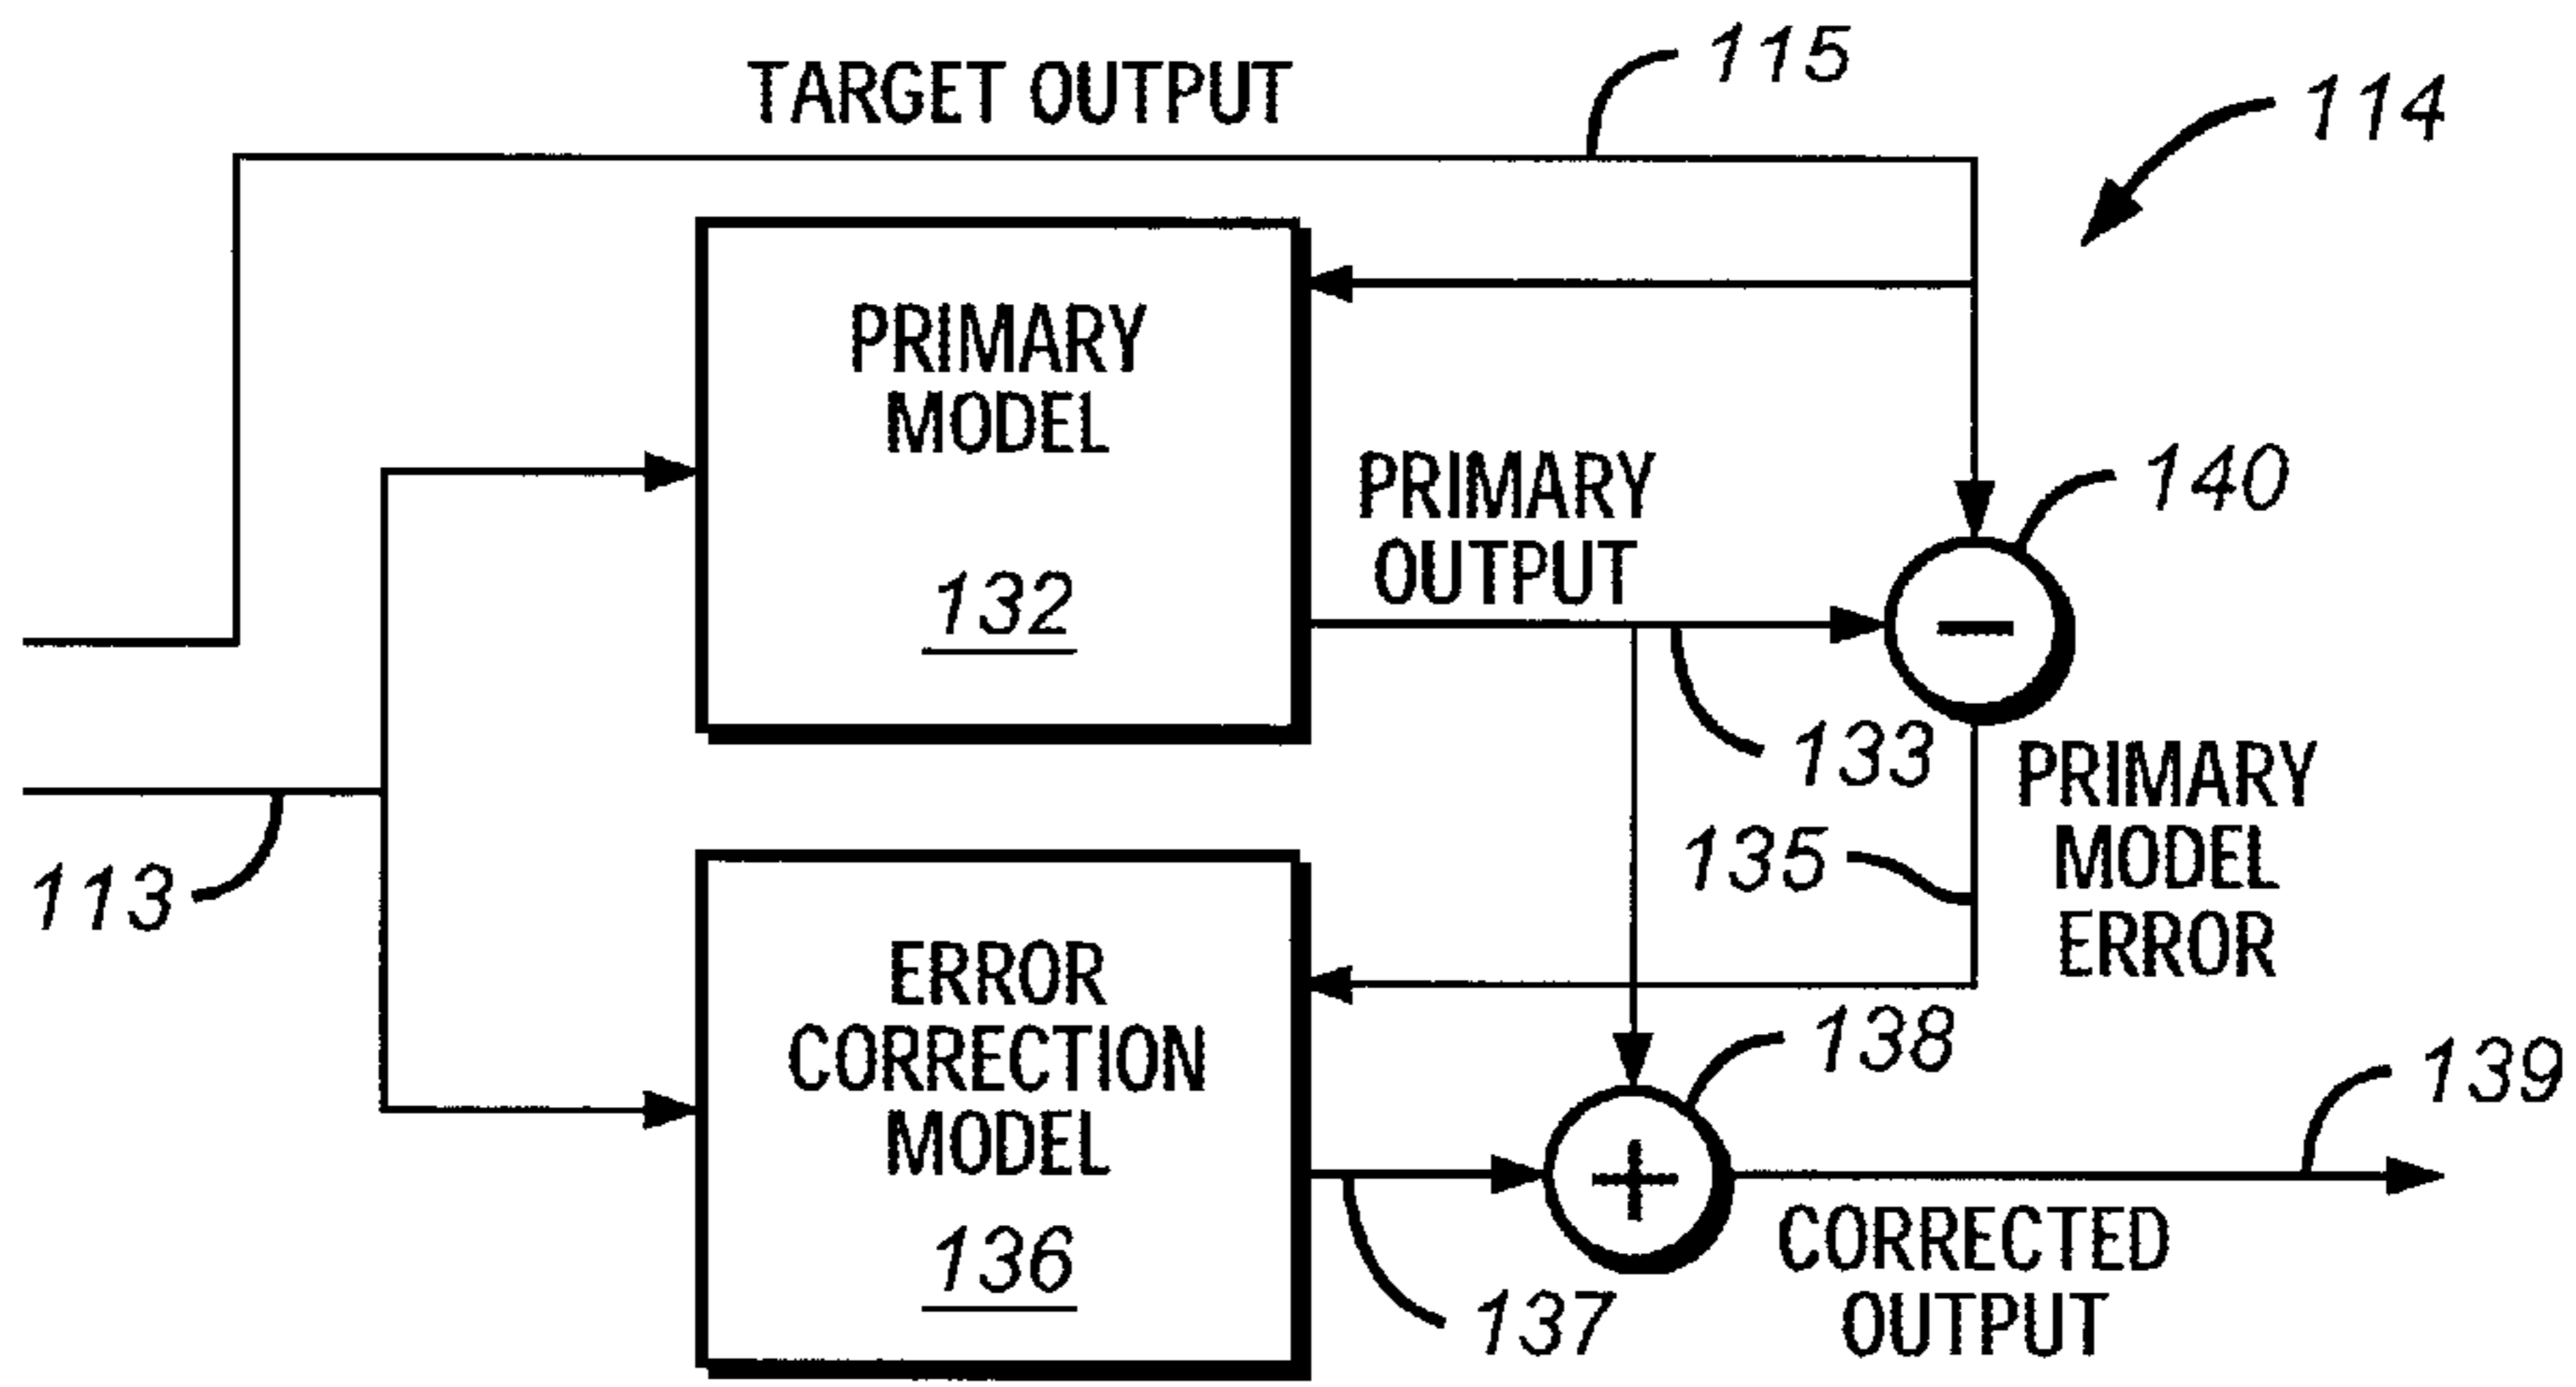 TARGET OUTPUT
115
114
PRIMARY
MODEL
132
PRIMARY
OUTPUT
140
133
113
135
PRIMARY
MODEL
ERROR
ERROR
CORRECTION
MODEL
136
138
137
139
CORRECTED
OUTPUT